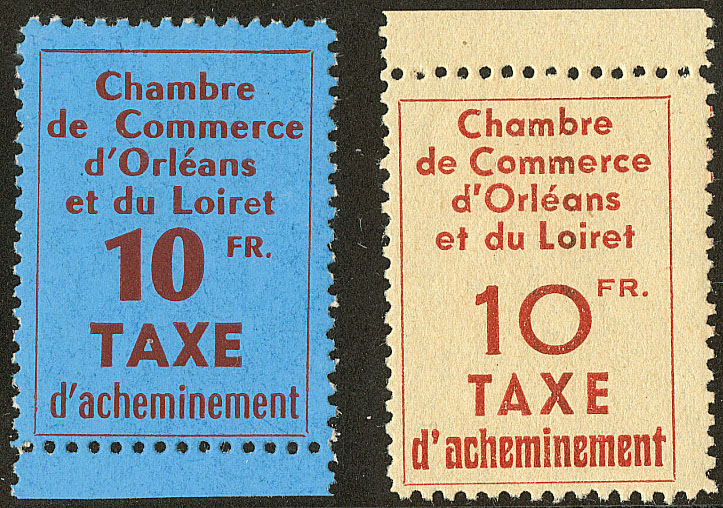 Chambre
de Commerce
d'Orléans
et du Loiret
10 FR.
TAXE
d'acheminement
Chambre
de Commerce
d'Orléans
et du Loiret
10 FR.
TAXE
d'acheminement